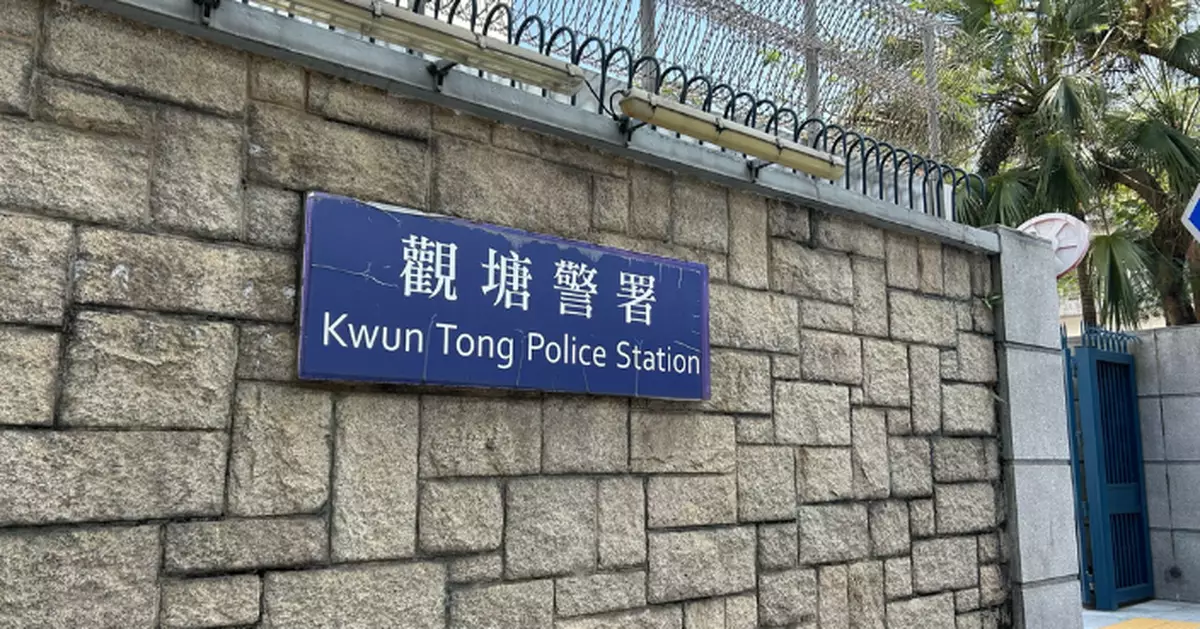 觀塘警署
Kwun Tong Police Station